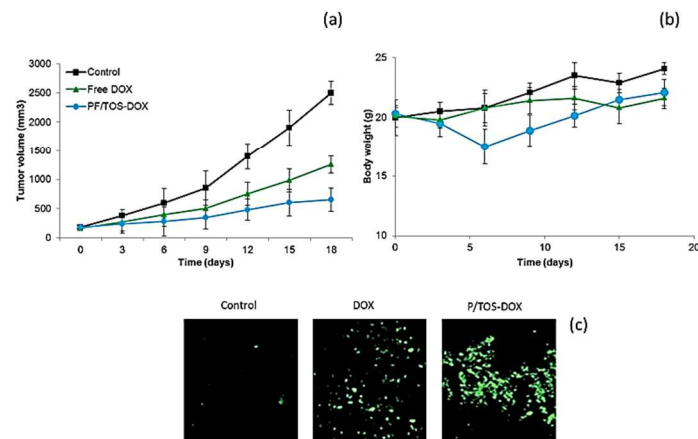 (a)
Tumor volume (mm3)
3000
2500
2000
1500
1000
500
0
Control
Free DOX
PF/TOS-DOX
0 3 6 9 12 15 18
Time (days)
(b)
Body weight (g)
25
20
15
10
0 5 10 15 20
Time (days)
Control DOX P/TOS-DOX
(c)